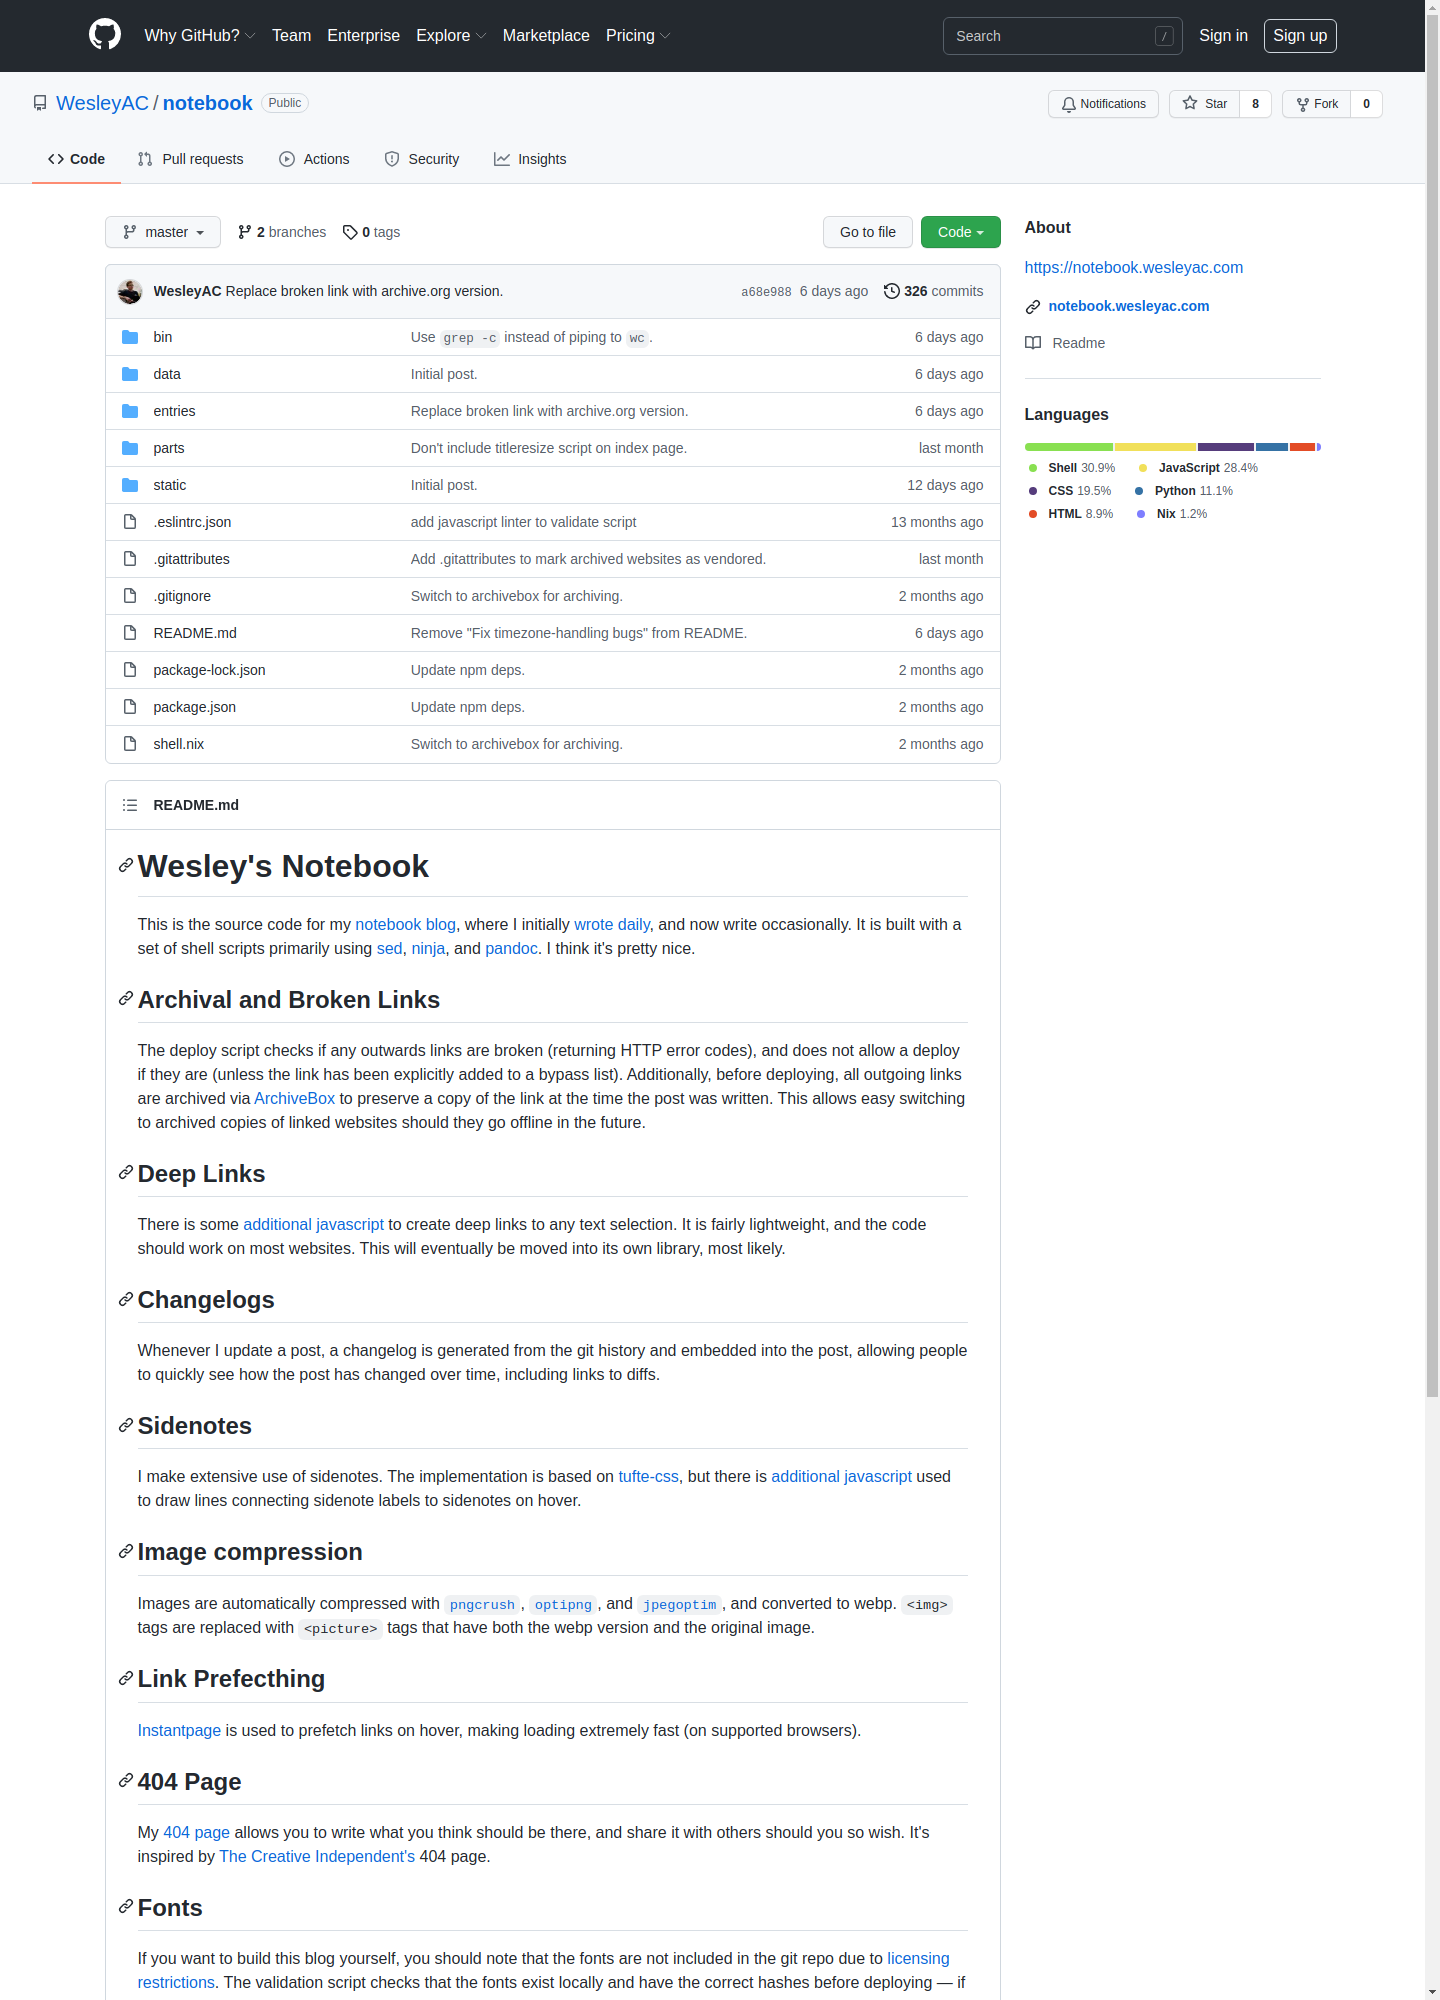 Why GitHub? Team Enterprise Explore Marketplace Pricing Search / Sign in Sign up
WesleyAC / notebook Public Notifications Star 8 Fork 0
Code Pull requests Actions Security Insights
master 2 branches 0 tags Go to file Code
WesleyAC Replace broken link with archive.org version. a68e988 6 days ago 326 commits
bin Use grep -c instead of piping to wc. 6 days ago
data Initial post. 6 days ago
entries Replace broken link with archive.org version. 6 days ago
parts Don't include titleresize script on index page. last month
static Initial post. 12 days ago
.eslintrc.json add javascript linter to validate script 13 months ago
.gitattributes Add .gitattributes to mark archived websites as vendored. last month
.gitignore Switch to archivebox for archiving. 2 months ago
README.md Remove "Fix timezone-handling bugs" from README. 6 days ago
package-lock.json Update npm deps. 2 months ago
package.json Update npm deps. 2 months ago
shell.nix Switch to archivebox for archiving. 2 months ago
About
https://notebook.wesleyac.com
notebook.wesleyac.com
Readme
Languages
Shell 30.9% JavaScript 28.4%
CSS 19.5% Python 11.1%
HTML 8.9% Nix 1.2%
README.md
Wesley's Notebook
This is the source code for my notebook blog, where I initially wrote daily, and now write occasionally. It is built with a
set of shell scripts primarily using sed, ninja, and pandoc. I think it's pretty nice.
Archival and Broken Links
The deploy script checks if any outwards links are broken (returning HTTP error codes), and does not allow a deploy
if they are (unless the link has been explicitly added to a bypass list). Additionally, before deploying, all outgoing links
are archived via ArchiveBox to preserve a copy of the link at the time the post was written. This allows easy switching
to archived copies of linked websites should they go offline in the future.
Deep Links
There is some additional javascript to create deep links to any text selection. It is fairly lightweight, and the code
should work on most websites. This will eventually be moved into its own library, most likely.
Changelogs
Whenever I update a post, a changelog is generated from the git history and embedded into the post, allowing people
to quickly see how the post has changed over time, including links to diffs.
Sidenotes
I make extensive use of sidenotes. The implementation is based on tufte-css, but there is additional javascript used
to draw lines connecting sidenote labels to sidenotes on hover.
Image compression
Images are automatically compressed with pngcrush, optipng, and jpegoptim, and converted to webp. <img>
tags are replaced with <picture> tags that have both the webp version and the original image.
Link Prefecthing
Instantpage is used to prefetch links on hover, making loading extremely fast (on supported browsers).
404 Page
My 404 page allows you to write what you think should be there, and share it with others should you so wish. It's
inspired by The Creative Independent's 404 page.
Fonts
If you want to build this blog yourself, you should note that the fonts are not included in the git repo due to licensing
restrictions. The validation script checks that the fonts exist locally and have the correct hashes before deploying — if